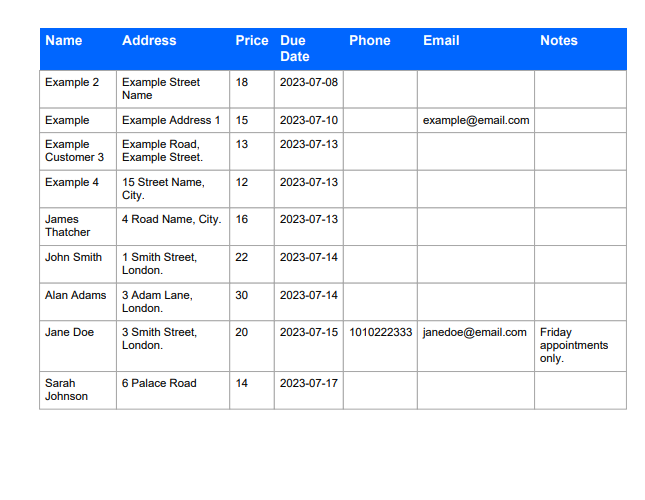 Name Address Price Due Date Phone Email Notes
Example 2 Example Street Name 18 2023-07-08
Example Example Address 1 15 2023-07-10 example@email.com
Example Customer 3 Example Road, Example Street. 13 2023-07-13
Example 4 15 Street Name, City. 12 2023-07-13
James Thatcher 4 Road Name, City. 16 2023-07-13
John Smith 1 Smith Street, London. 22 2023-07-14
Alan Adams 3 Adam Lane, London. 30 2023-07-14
Jane Doe 3 Smith Street, London. 20 2023-07-15 1010222333 janedoe@email.com Friday appointments only.
Sarah Johnson 6 Palace Road 14 2023-07-17